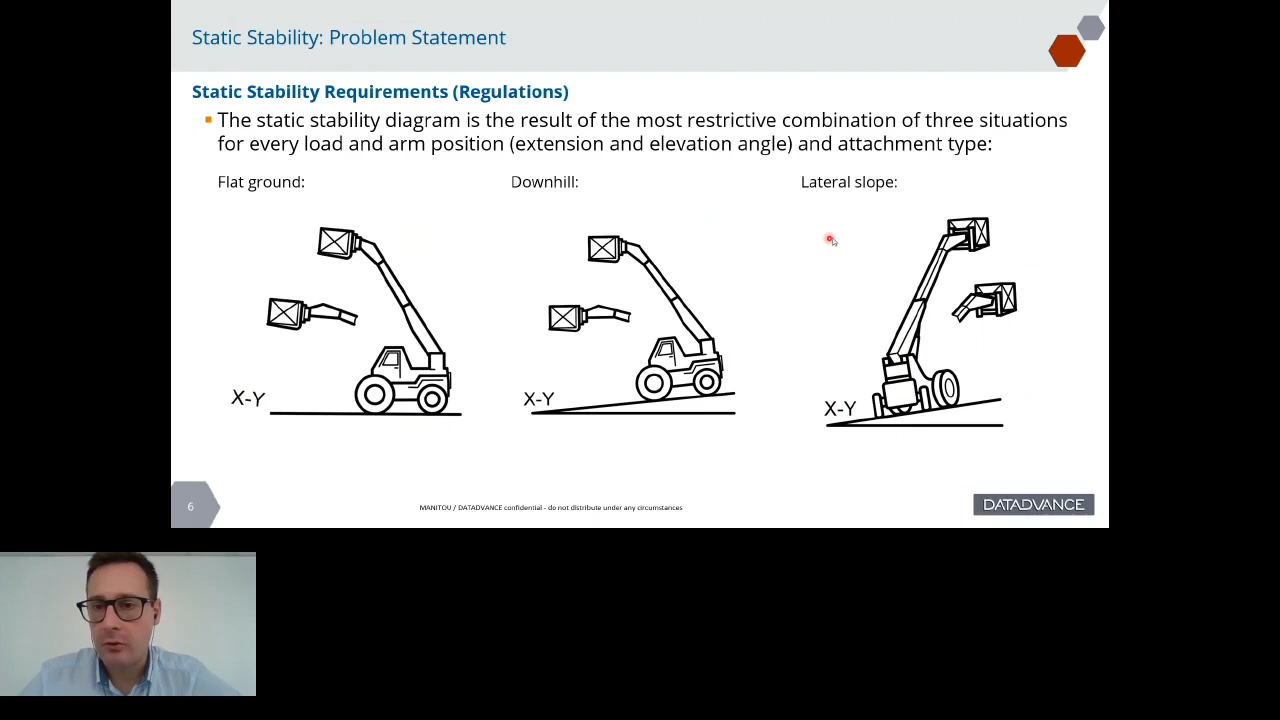 Static Stability: Problem Statement
Static Stability Requirements (Regulations)
The static stability diagram is the result of the most restrictive combination of three situations
for every load and arm position (extension and elevation angle) and attachment type:
Flat ground:
Downhill:
Lateral slope:
X-Y
X-Y
X-Y
6
MANITOU / DATADVANCE confidential - do not distribute under any circumstances
DATADVANCE